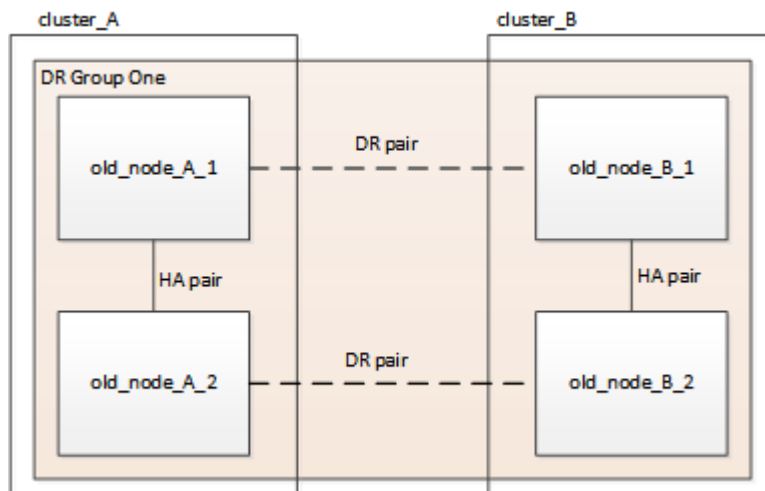 cluster_A
cluster_B
DR Group One
old_node_A_1
DR pair
old_node_B_1
HA pair
HA pair
old_node_A_2
DR pair
old_node_B_2